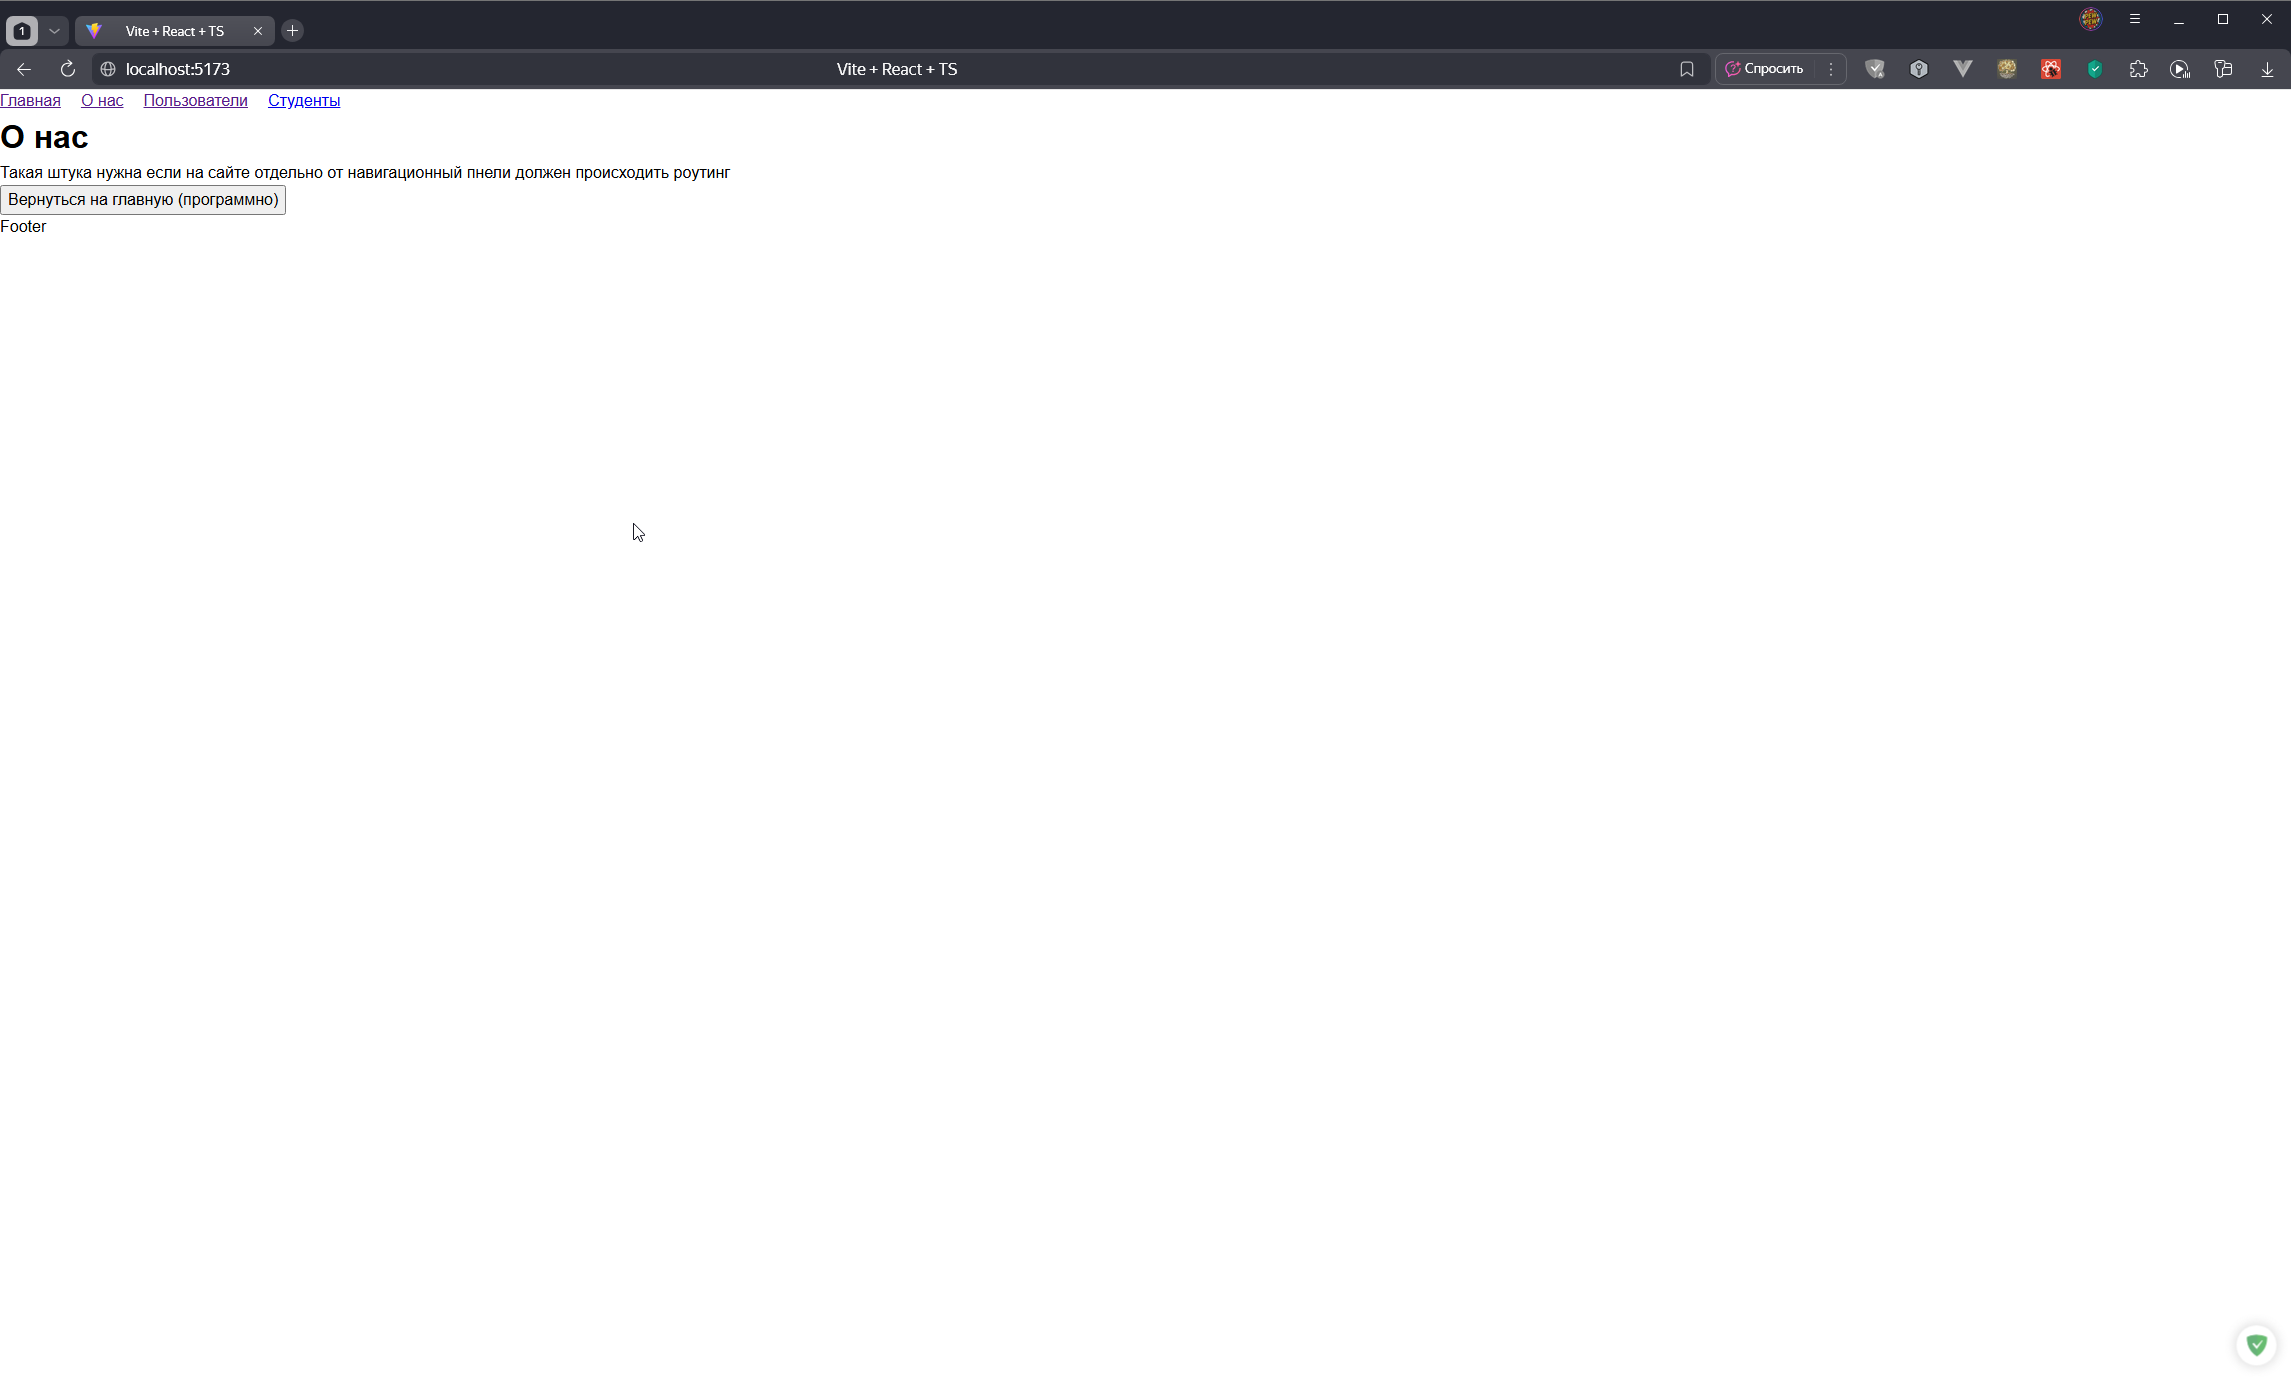 1
Vite + React + TS
localhost:5173
Vite + React + TS
Спросить
Главная О нас Пользователи Студенты
О нас
Такая штука нужна если на сайте отдельно от навигационный пнели должен происходить роутинг
Вернуться на главную (программно)
Footer